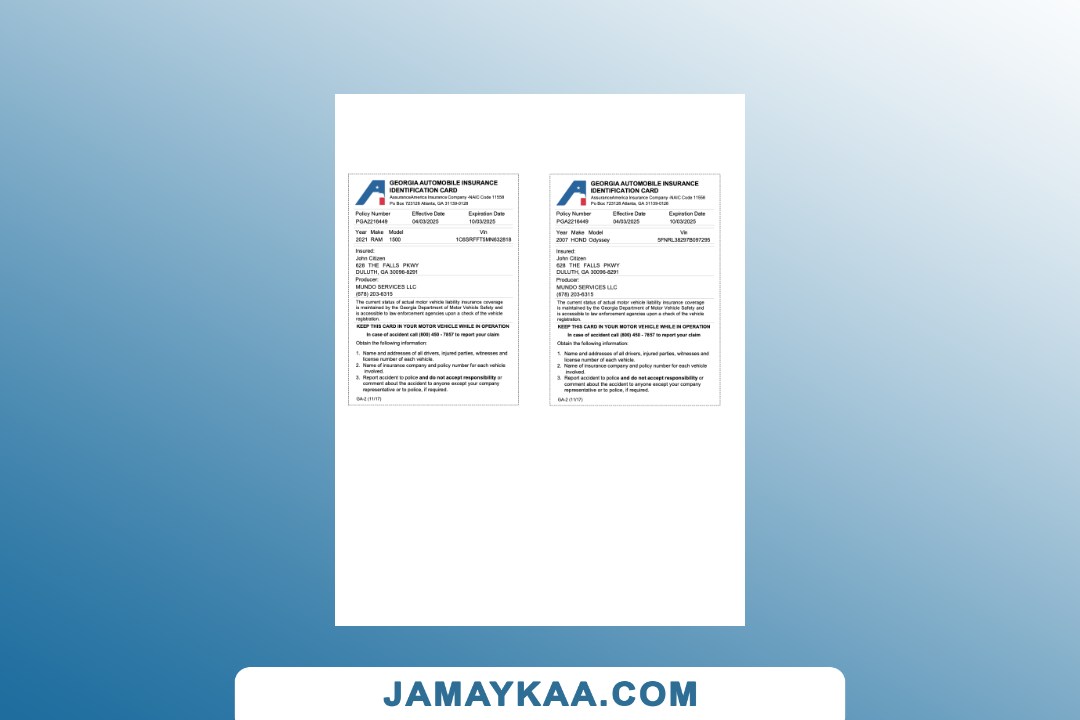 GEORGIA AUTOMOBILE INSURANCE
IDENTIFICATION CARD
AssuranceAmerica Insurance Company -NAIC Code 11558
Po Box 723128 Atlanta, GA 31139-0128
Policy Number Effective Date Expiration Date
PGA2216449 04/03/2025 10/03/2025
Year Make Model Vin
2021 RAM 1500
Insured:
John Citizen
628 THE FALLS PKWY
DULUTH, GA 30096-8291
Producer:
MUNDO SERVICES LLC
(678) 203-6315
The current status of actual motor vehicle liability insurance coverage
is maintained by the Georgia Department of Motor Vehicle Safety and
is accessible to law enforcement agencies upon a check of the vehicle
registration.
KEEP THIS CARD IN YOUR MOTOR VEHICLE WHILE IN OPERATION
In case of accident call (800) 450 - 7857 to report your claim
Obtain the following information:
1. Name and addresses of all drivers, injured parties, witnesses and
license number of each vehicle.
2. Name of insurance company and policy number for each vehicle
involved.
3. Report accident to police and do not accept responsibility or
comment about the accident to anyone except your company
representative or to police, if required.
GA-2 (11/17)
GEORGIA AUTOMOBILE INSURANCE
IDENTIFICATION CARD
AssuranceAmerica Insurance Company -NAIC Code 11558
Po Box 723128 Atlanta, GA 31139-0128
Policy Number Effective Date Expiration Date
PGA2216449 04/03/2025 10/03/2025
Year Make Model Vin
2007 HOND Odyssey 5FNRL38297B097295
Insured:
John Citizen
628 THE FALLS PKWY
DULUTH, GA 30096-8291
Producer:
MUNDO SERVICES LLC
(678) 203-6315
The current status of actual motor vehicle liability insurance coverage
is maintained by the Georgia Department of Motor Vehicle Safety and
is accessible to law enforcement agencies upon a check of the vehicle
registration.
KEEP THIS CARD IN YOUR MOTOR VEHICLE WHILE IN OPERATION
In case of accident call (800) 450 - 7857 to report your claim
Obtain the following information:
1. Name and addresses of all drivers, injured parties, witnesses and
license number of each vehicle.
2. Name of insurance company and policy number for each vehicle
involved.
3. Report accident to police and do not accept responsibility or
comment about the accident to anyone except your company
representative or to police, if required.
GA-2 (11/17)
JAMAYKAA.COM